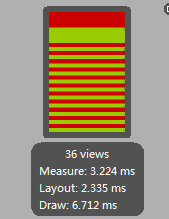 36 views
Measure: 3.224 ms
Layout: 2.335 ms
Draw: 6.712 ms